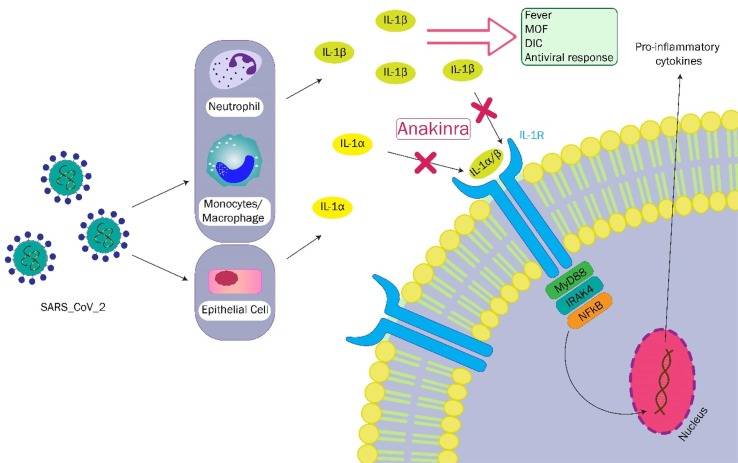 IL-1β
IL-1β
IL-1β
IL-1β
Fever
MOF
DIC
Antiviral response
Pro-inflammatory
cytokines
Neutrophil
Monocytes/
Macrophage
Epithelial Cell
SARS_CoV_2
IL-1α
IL-1α
Anakinra
IL-1R
IL-1α/β
MyD88
IRAK4
NFkB
Nucleus